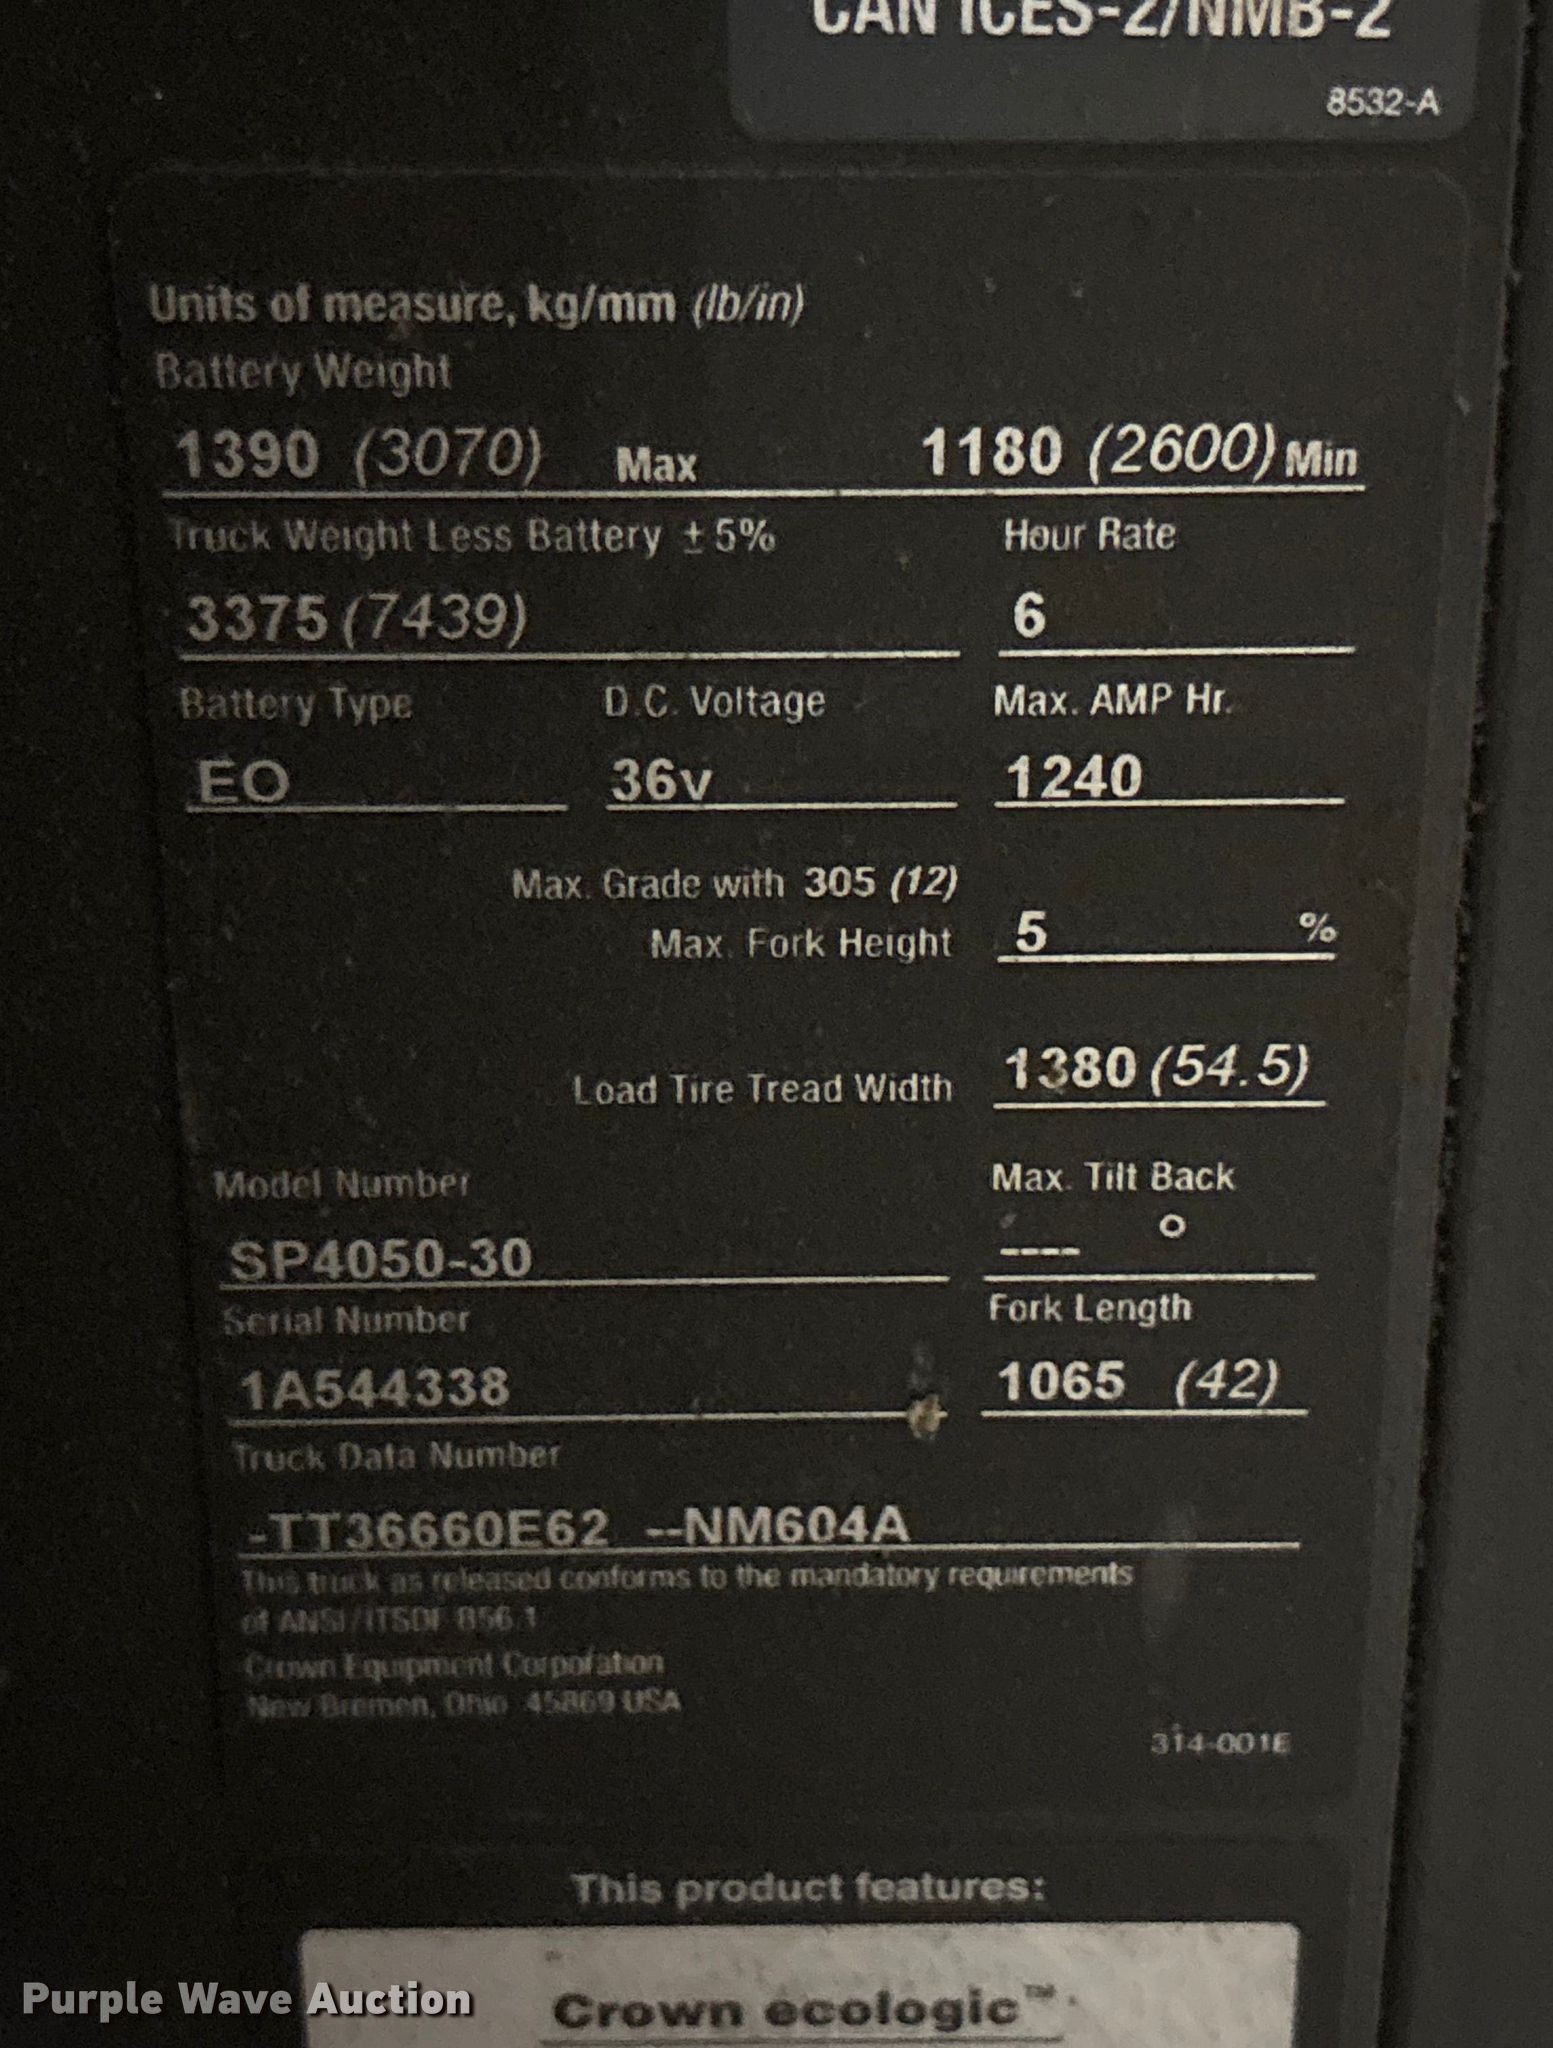 CAN ICES-2/NMB-2
8532-A
Units of measure, kg/mm (lb/in)
Battery Weight
1390 (3070) Max 1180 (2600) Min
Truck Weight Less Battery ± 5% Hour Rate
3375 (7439) 6
Battery Type D.C. Voltage Max. AMP Hr.
EO 36v 1240
Max. Grade with 305 (12)
Max. Fork Height 5 %
Load Tire Tread Width 1380 (54.5)
Model Number Max. Tilt Back
SP4050-30 ---- °
Serial Number Fork Length
1A544338 1065 (42)
Truck Data Number
-TT36660E62 --NM604A
This truck as released conforms to the mandatory requirements
of ANSI/ITSDF B56.1
Crown Equipment Corporation
New Bremen, Ohio 45869 USA
314-001E
This product features:
Crown ecologic™
Purple Wave Auction